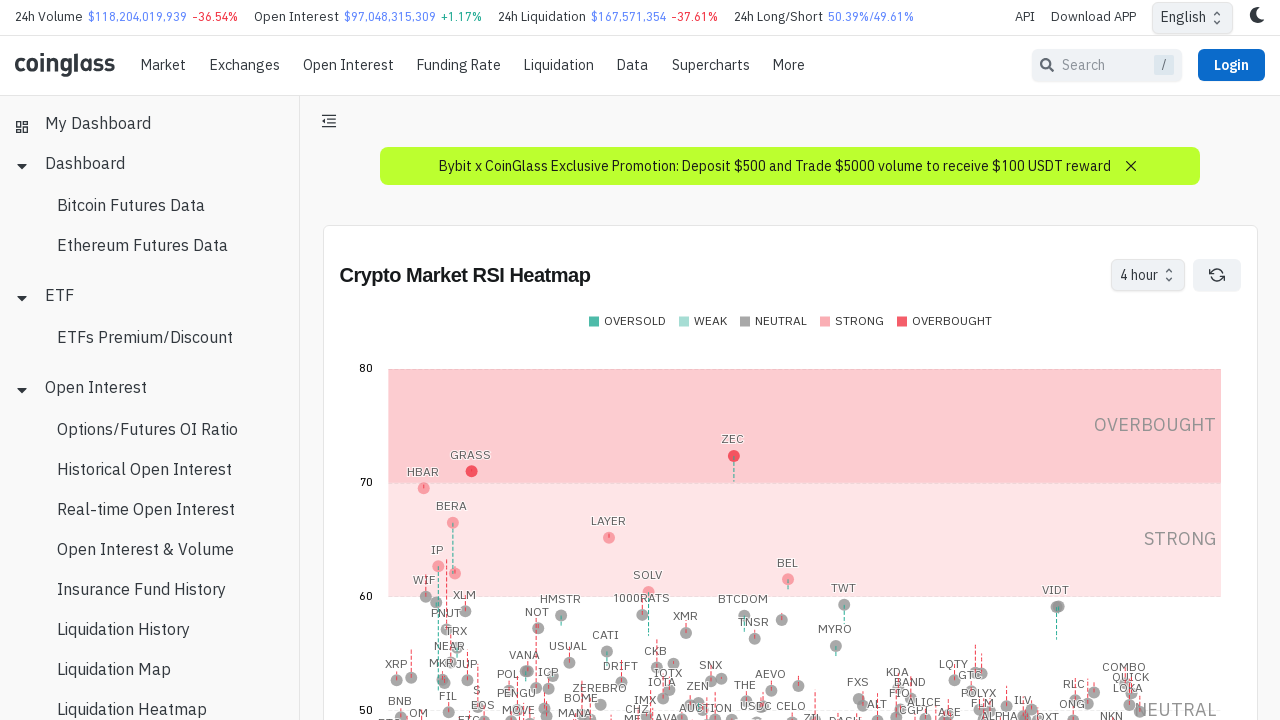 24h Volume $118,204,019,939 -36.54% Open Interest $97,048,315,309 +1.17% 24h Liquidation $167,571,354 -37.61% 24h Long/Short 50.39%/49.61% API Download APP English
coinglass Market Exchanges Open Interest Funding Rate Liquidation Data Supercharts More Search / Login
My Dashboard
Dashboard
Bitcoin Futures Data
Ethereum Futures Data
ETF
ETFs Premium/Discount
Open Interest
Options/Futures OI Ratio
Historical Open Interest
Real-time Open Interest
Open Interest & Volume
Insurance Fund History
Liquidation History
Liquidation Map
Liquidation Heatmap
Bybit x CoinGlass Exclusive Promotion: Deposit $500 and Trade $5000 volume to receive $100 USDT reward
Crypto Market RSI Heatmap 4 hour
OVERSOLD WEAK NEUTRAL STRONG OVERBOUGHT
80
OVERBOUGHT
ZEC
GRASS
HBAR
70
BERA
LAYER
STRONG
IP
BEL
SOLV
WIF
TWT
VIDT
60
XLM
HMSTR
1000RATS
BTCDOM
PNUT
NOT
XMR
TNSR
TRX
MYRO
CATI
NEAR
USUAL
CKB
VANA
XRP
MKR
JUP
DRIFT
SNX
LQTY
COMBO
POL
ICP
IOTX
AEVO
KDA
GTC
QUICK
ZEREBRO
IOTA
ZEN
THE
FXS
BAND
RLC
LOKA
S
PENGU
FIL
BOME
IMX
FTO
POLYX
BNB
EOS
MOVE
AUCTION
USDC
CELO
ALT
ALICE
FLM
ILV
ONG
50
OM
MANA
CHZ
CGPT
ACE
ALPHA
NKN
NEUTRAL